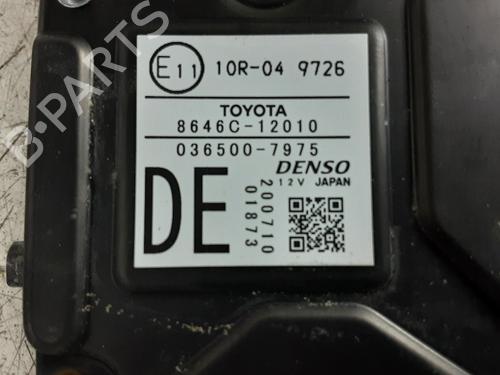 E11 10R-04 9726
TOYOTA
8646C-12010
036500-7975
DE
DENSO
12V JAPAN
200710
01873
B-Parts